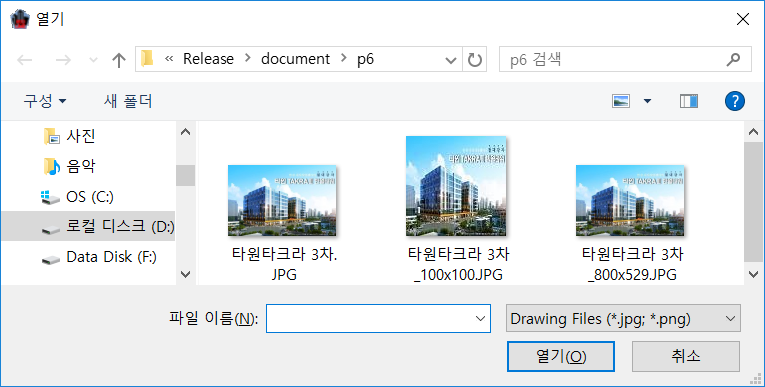 열기
« Release › document › p6
p6 검색
구성
새 폴더
사진
음악
OS (C:)
로컬 디스크 (D:)
Data Disk (F:)
타원타크라 3차.
JPG
타원타크라 3차
_100x100.JPG
타원타크라 3차
_800x529.JPG
파일 이름(N):
Drawing Files (*.jpg; *.png)
열기(O)
취소